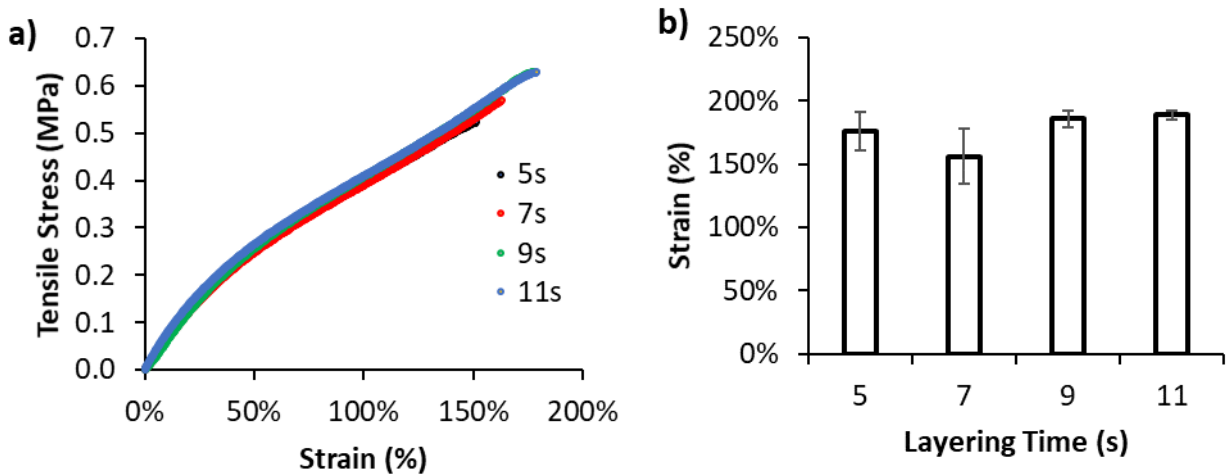 a)
0.7
0.6
0.5
0.4
0.3
0.2
0.1
0.0
Tensile Stress (MPa)
5s
7s
9s
11s
0% 50% 100% 150% 200%
Strain (%)
b)
250%
200%
150%
100%
50%
0%
Strain (%)
5 7 9 11
Layering Time (s)